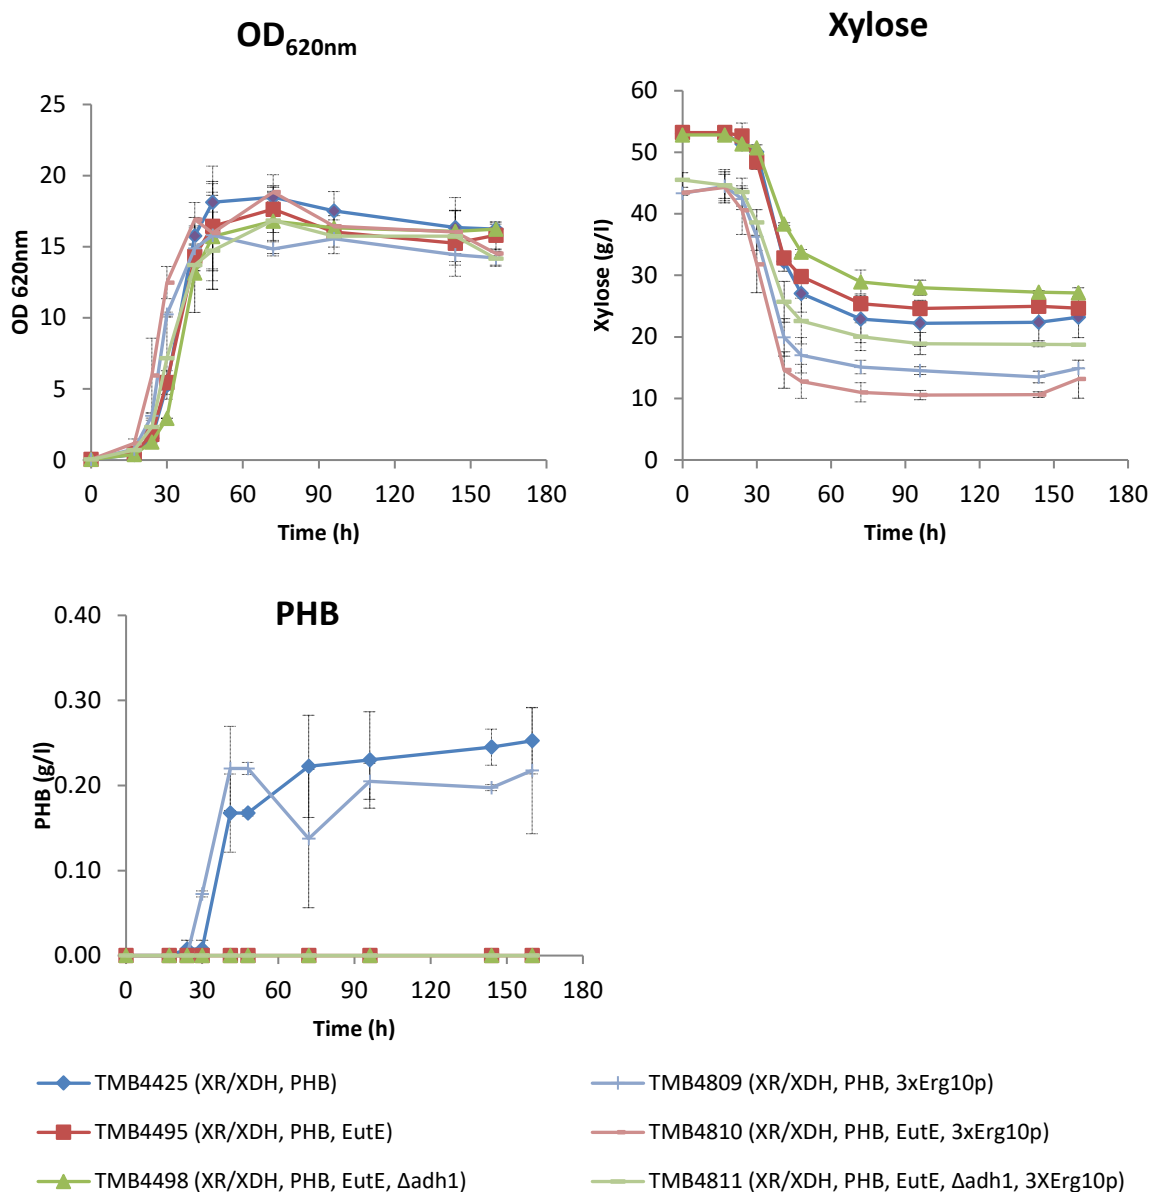 OD620nm
25
20
15
10
5
0
OD 620nm
0 30 60 90 120 150 180
Time (h)
Xylose
60
50
40
30
20
10
0
Xylose (g/l)
0 30 60 90 120 150 180
Time (h)
PHB
0.40
0.30
0.20
0.10
0.00
PHB (g/l)
0 30 60 90 120 150 180
Time (h)
TMB4425 (XR/XDH, PHB)
TMB4809 (XR/XDH, PHB, 3xErg10p)
TMB4495 (XR/XDH, PHB, EutE)
TMB4810 (XR/XDH, PHB, EutE, 3xErg10p)
TMB4498 (XR/XDH, PHB, EutE, Δadh1)
TMB4811 (XR/XDH, PHB, EutE, Δadh1, 3XErg10p)